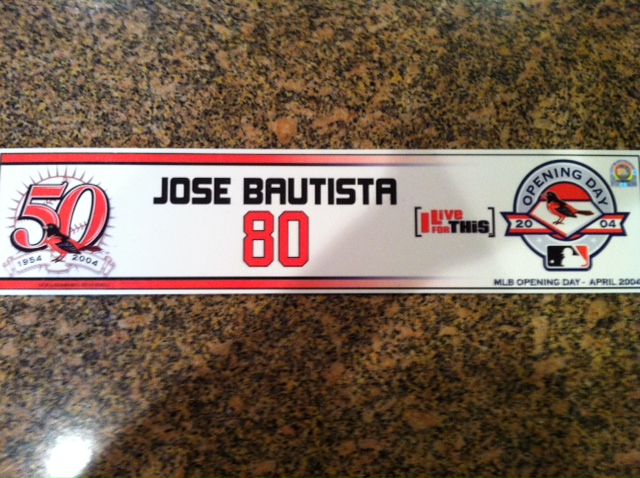 50
1954 2004
JOSE BAUTISTA
80
[I Live
FOR THIS]
OPENING DAY
20 04
MLB OPENING DAY - APRIL 2004